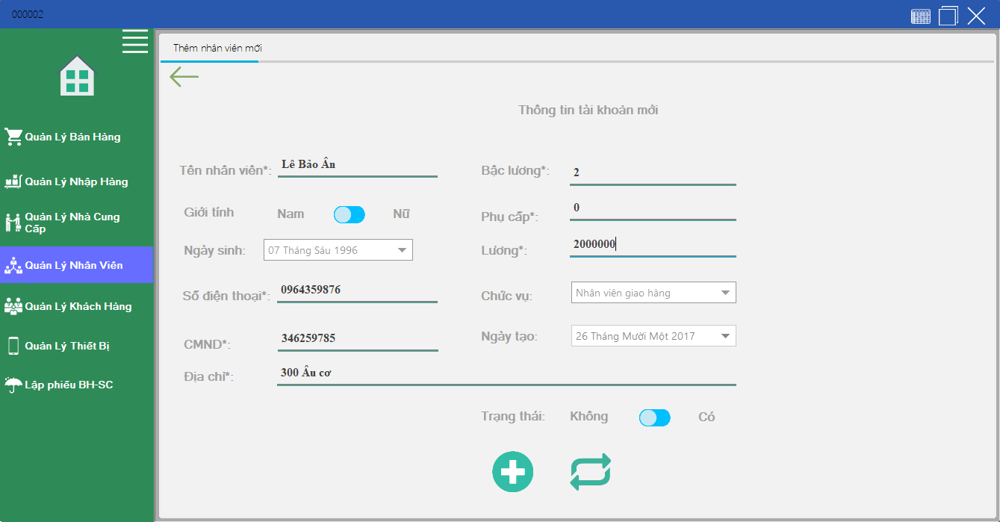 000002
Thêm nhân viên mới
Quản Lý Bán Hàng
Quản Lý Nhập Hàng
Quản Lý Nhà Cung
Cấp
Quản Lý Nhân Viên
Quản Lý Khách Hàng
Quản Lý Thiết Bị
Lập phiếu BH-SC
Thông tin tài khoản mới
Tên nhân viên*: Lê Bảo Ân
Giới tính Nam Nữ
Ngày sinh: 07 Tháng Sáu 1996
Số điện thoại*: 0964359876
CMND*: 346259785
Địa chỉ*: 300 Âu cơ
Bậc lương*: 2
Phụ cấp*: 0
Lương*: 2000000
Chức vụ: Nhân viên giao hàng
Ngày tạo: 26 Tháng Mười Một 2017
Trạng thái: Không Có